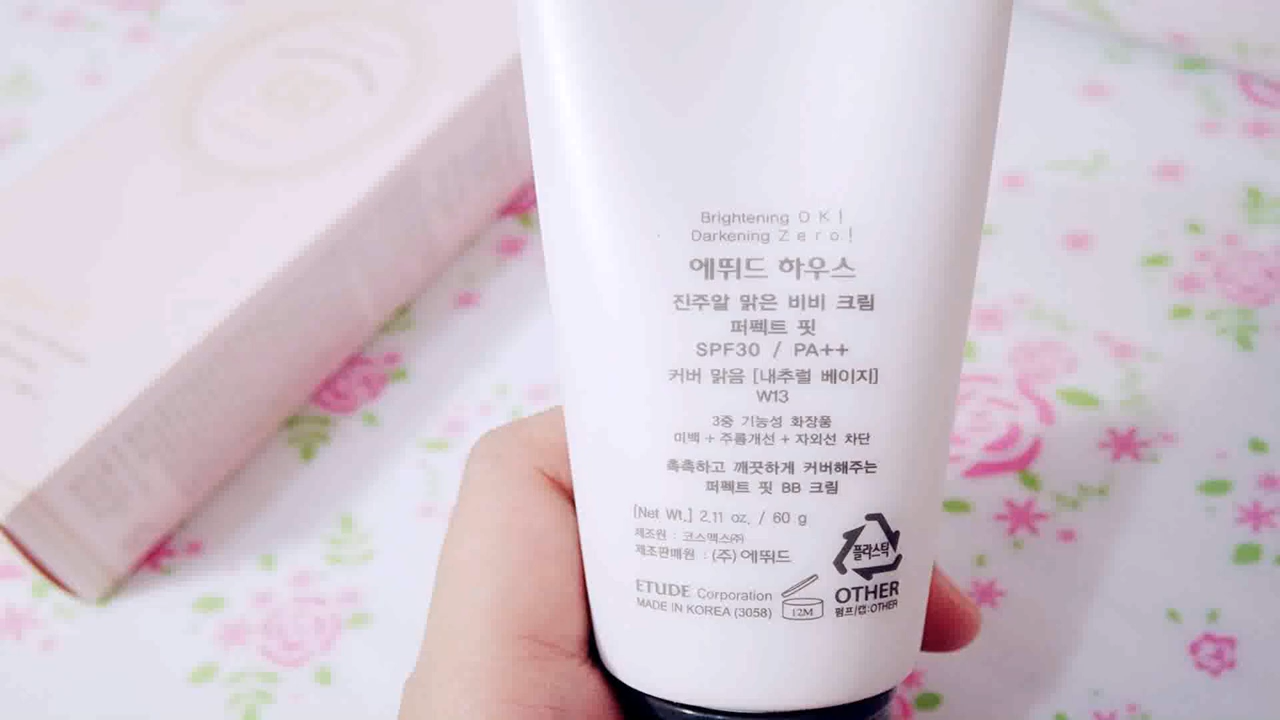 Brightening O K !
Darkening Z e r o !
에뛰드 하우스
진주알 맑은 비비 크림
퍼펙트 핏
SPF30 / PA++
커버 맑음 [내추럴 베이지]
W13
3중 기능성 화장품
미백 + 주름개선 + 자외선 차단
촉촉하고 깨끗하게 커버해주는
퍼펙트 핏 BB 크림
[Net Wt.] 2.11 oz. / 60 g
제조원 : 코스맥스㈜
제조판매원 : (주) 에뛰드
ETUDE Corporation
MADE IN KOREA (3058)
12M
플라스틱
OTHER
펌프/캡:OTHER